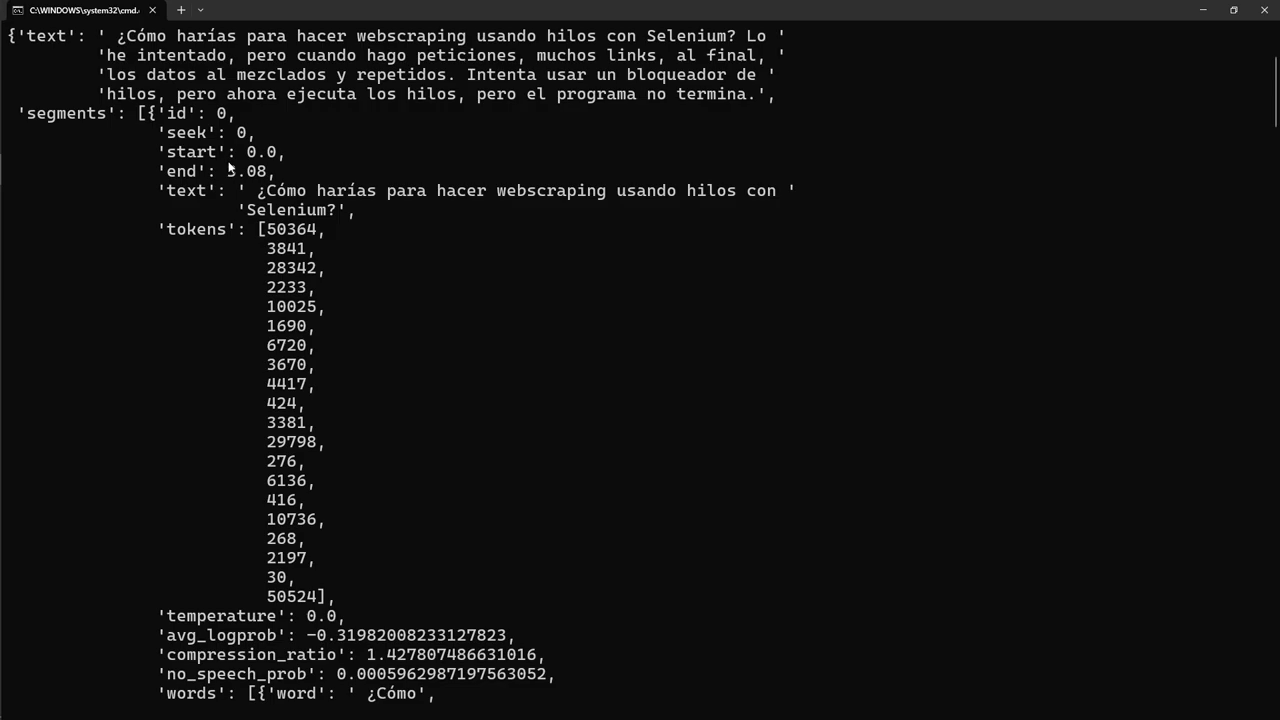 C:\WINDOWS\system32\cmd.
{'text': ' ¿Cómo harías para hacer webscraping usando hilos con Selenium? Lo '
'he intentado, pero cuando hago peticiones, muchos links, al final, '
'los datos al mezclados y repetidos. Intenta usar un bloqueador de '
'hilos, pero ahora ejecuta los hilos, pero el programa no termina.',
'segments': [{'id': 0,
'seek': 0,
'start': 0.0,
'end': .08,
'text': ' ¿Cómo harías para hacer webscraping usando hilos con '
'Selenium?',
'tokens': [50364,
3841,
28342,
2233,
10025,
1690,
6720,
3670,
4417,
424,
3381,
29798,
276,
6136,
416,
10736,
268,
2197,
30,
50524],
'temperature': 0.0,
'avg_logprob': -0.31982008233127823,
'compression_ratio': 1.427807486631016,
'no_speech_prob': 0.0005962987197563052,
'words': [{'word': ' ¿Cómo',